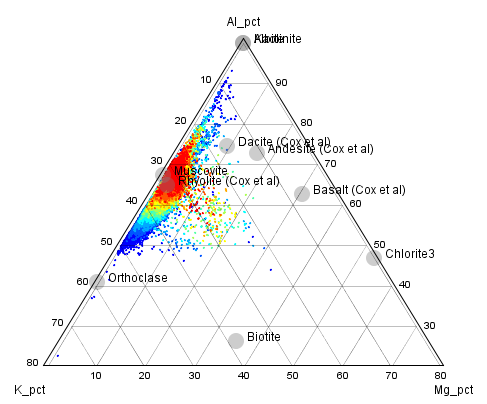 Al_pct
Kaolinite
Albite
10
90
20
80
Dacite (Cox et al)
Andesite (Cox et al)
30
70
Muscovite
Rhyolite (Cox et al)
Basalt (Cox et al)
40
60
50
50
Chlorite3
60
Orthoclase
40
70
30
Biotite
80
10
20
30
40
50
60
70
80
K_pct
Mg_pct